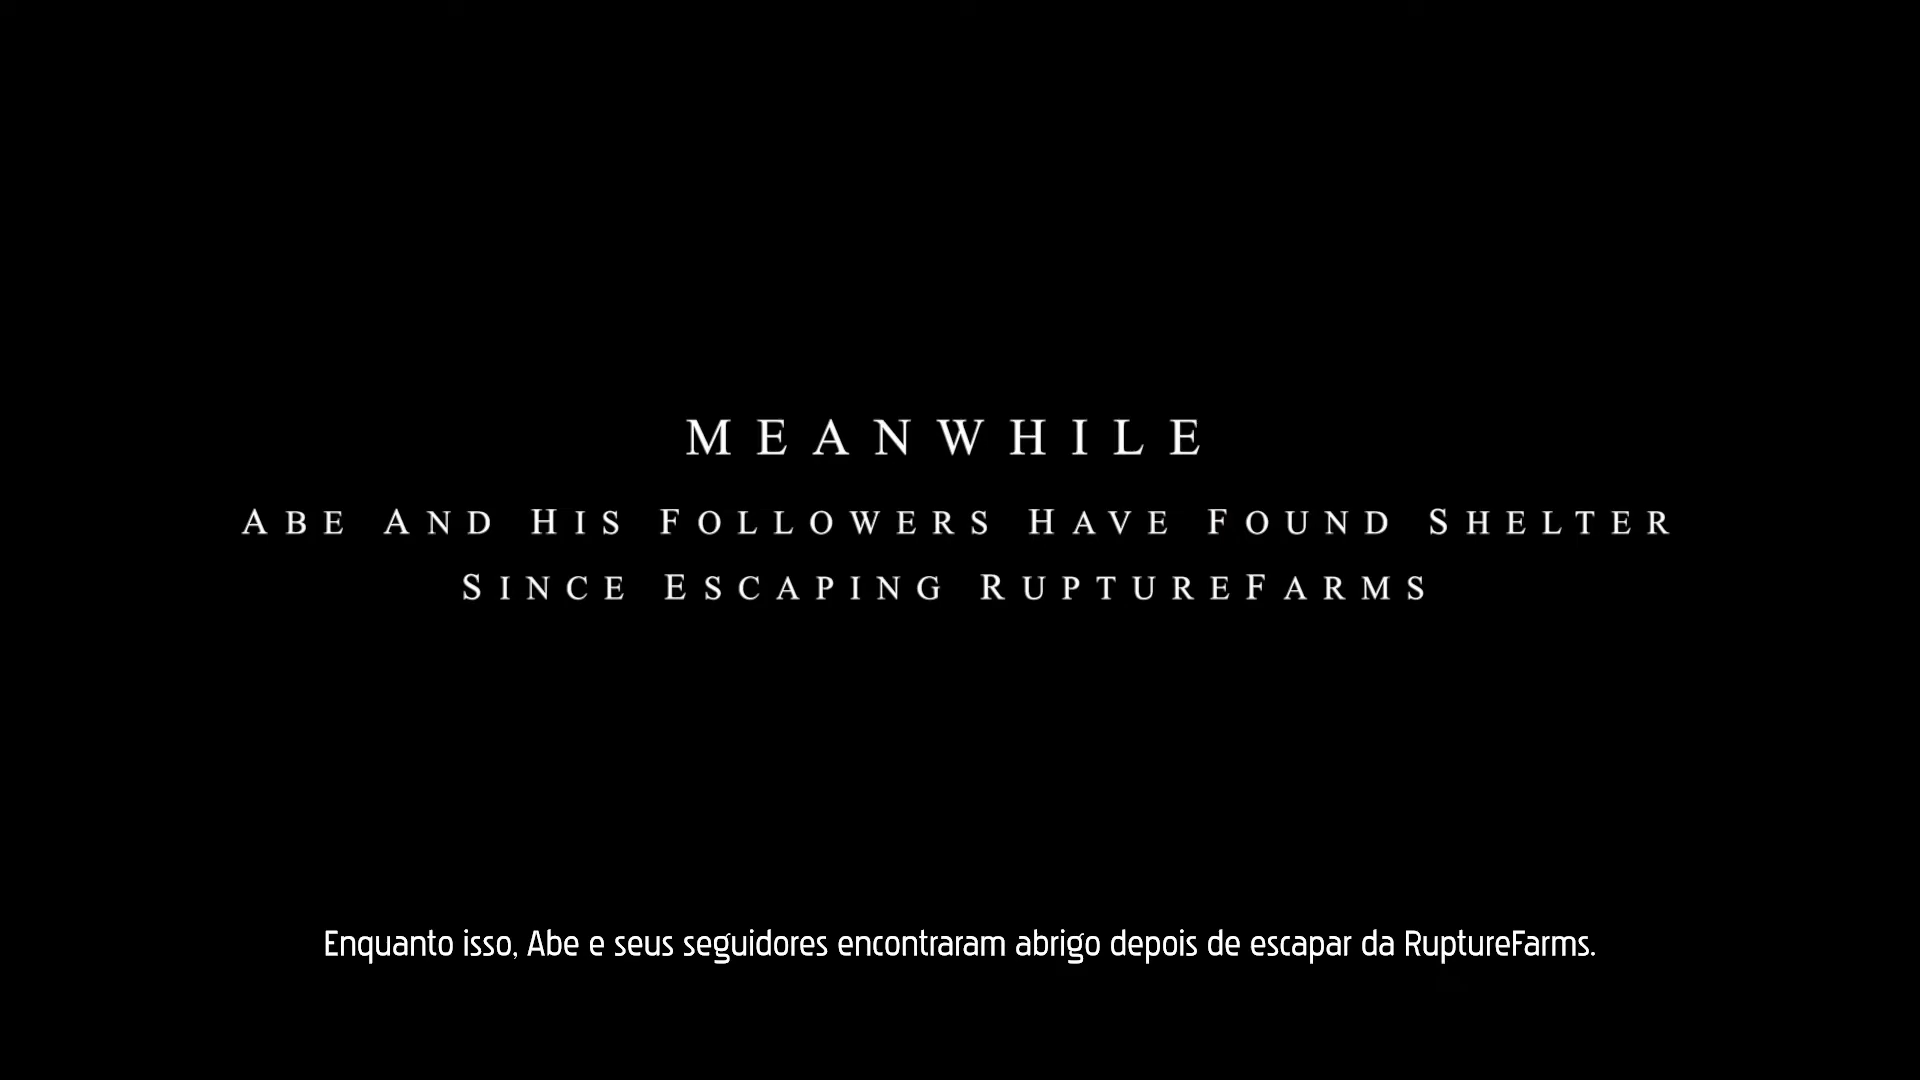 MEANWHILE
ABE AND HIS FOLLOWERS HAVE FOUND SHELTER
SINCE ESCAPING RUPTUREFARMS
Enquanto isso, Abe e seus seguidores encontraram abrigo depois de escapar da RuptureFarms.